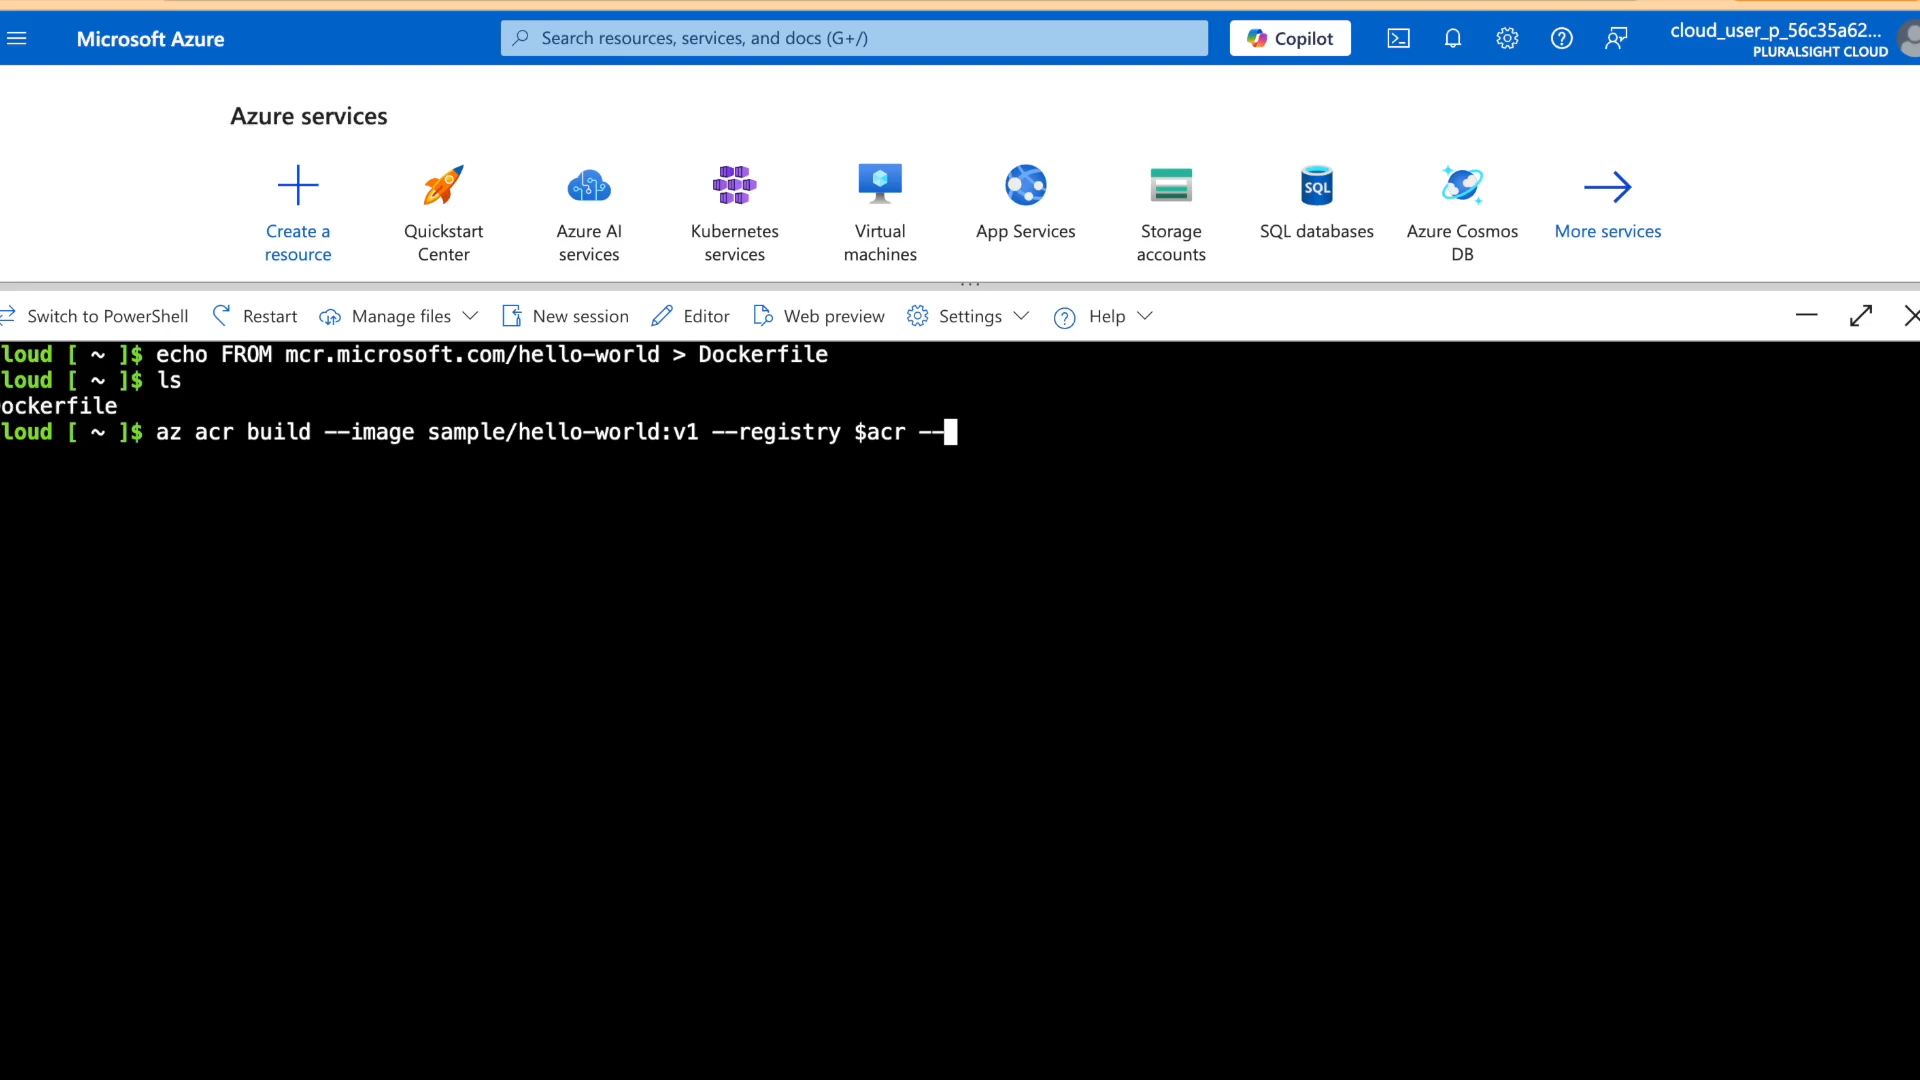 Microsoft Azure
Search resources, services, and docs (G+/)
Copilot
cloud_user_p_56c35a62...
PLURALSIGHT CLOUD
Azure services
Create a resource
Quickstart Center
Azure AI services
Kubernetes services
Virtual machines
App Services
Storage accounts
SQL
SQL databases
Azure Cosmos DB
More services
Switch to PowerShell
Restart
Manage files
New session
Editor
Web preview
Settings
Help
loud [ ~ ]$ echo FROM mcr.microsoft.com/hello-world > Dockerfile
loud [ ~ ]$ ls
ockerfile
loud [ ~ ]$ az acr build --image sample/hello-world:v1 --registry $acr --